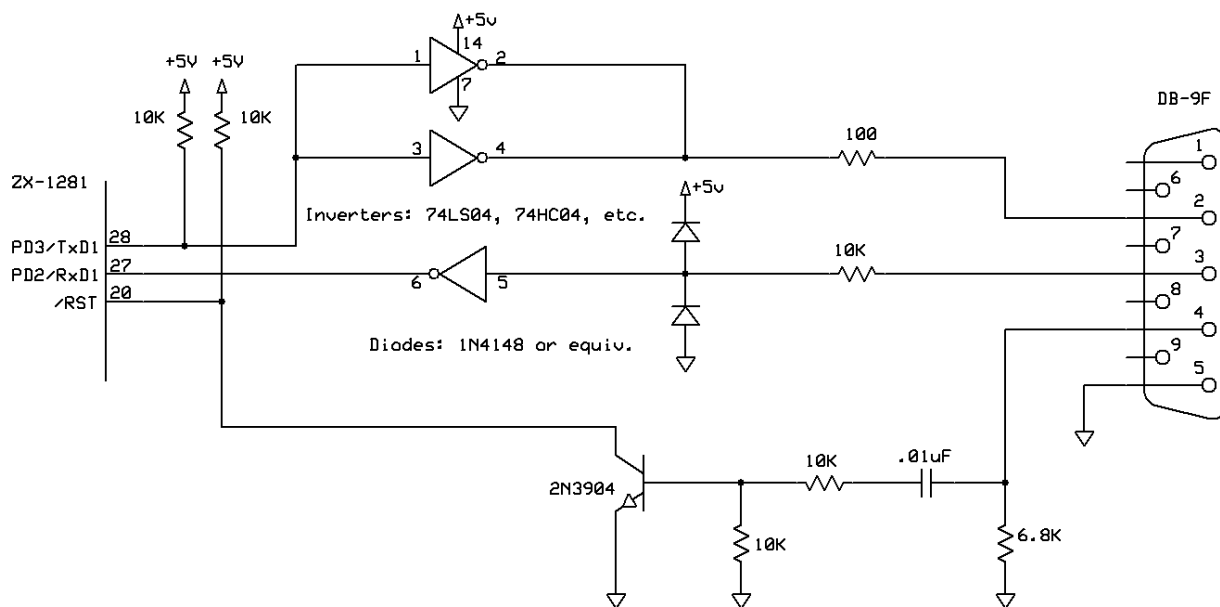 +5v
14
1
2
7
+5V +5V
10K
10K
DB-9F
3
4
100
1
6
2
7
3
8
4
9
5
ZX-1281
+5v
Inverters: 74LS04, 74HC04, etc.
PD3/TxD1 28
PD2/RxD1 27
/RST 20
6
5
10K
Diodes: 1N4148 or equiv.
2N3904
10K
.01uF
10K
6.8K